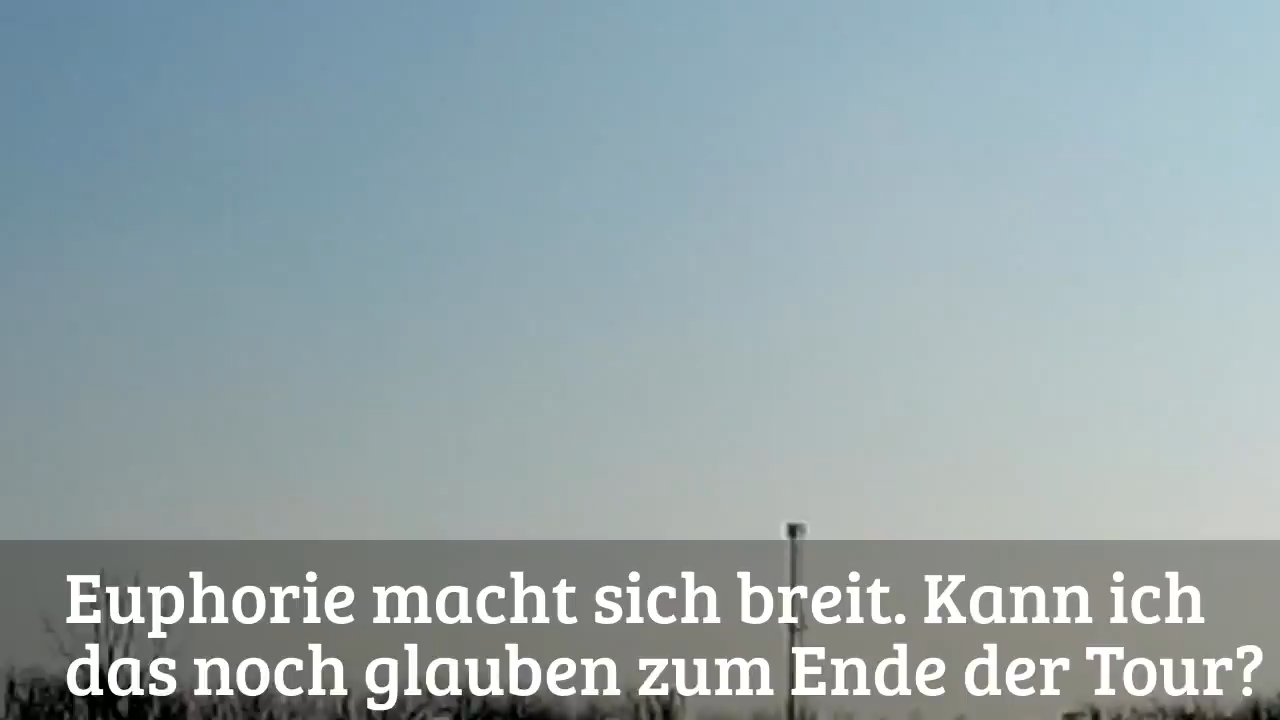 Euphorie macht sich breit. Kann ich
das noch glauben zum Ende der Tour?